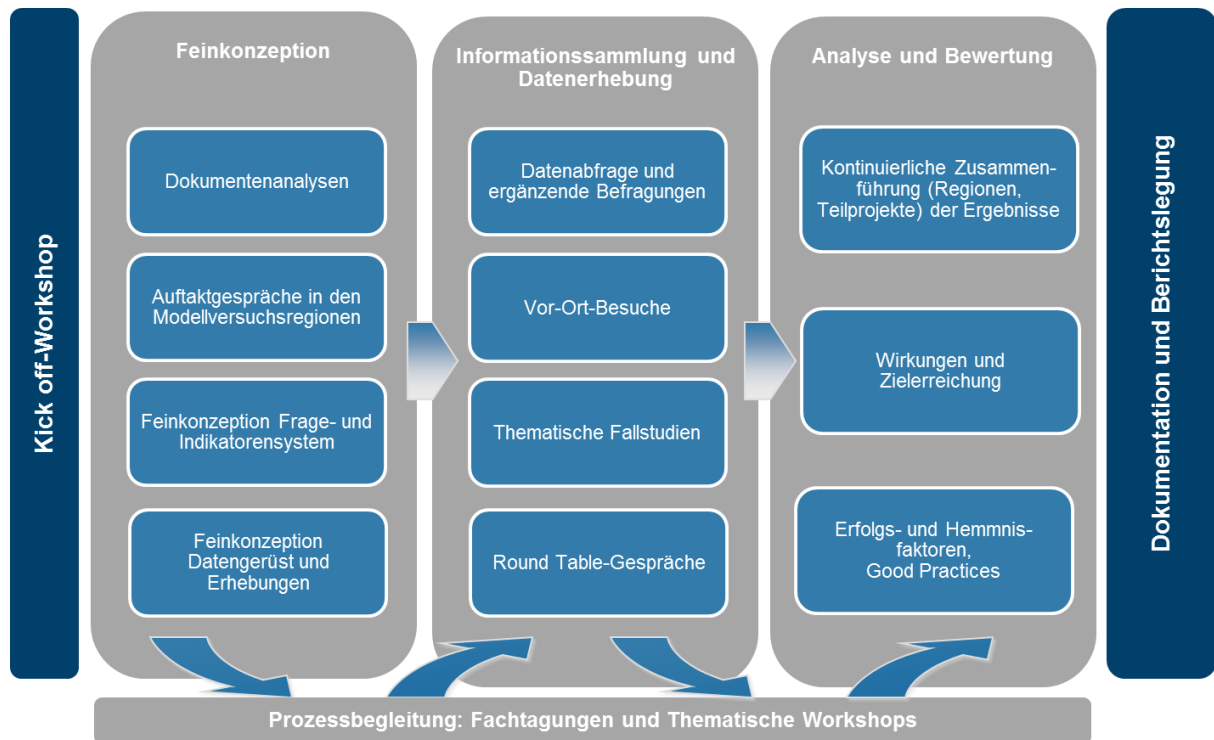 Kick off-Workshop
Feinkonzeption
Dokumentenanalysen
Auftaktgespräche in den
Modellversuchsregionen
Feinkonzeption Frage- und
Indikatorensystem
Feinkonzeption
Datengerüst und
Erhebungen
Informationssammlung und
Datenerhebung
Datenabfrage und
ergänzende Befragungen
Vor-Ort-Besuche
Thematische Fallstudien
Round Table-Gespräche
Analyse und Bewertung
Kontinuierliche Zusammen-
führung (Regionen,
Teilprojekte) der Ergebnisse
Wirkungen und
Zielerreichung
Erfolgs- und Hemmnis-
faktoren,
Good Practices
Dokumentation und Berichtslegung
Prozessbegleitung: Fachtagungen und Thematische Workshops